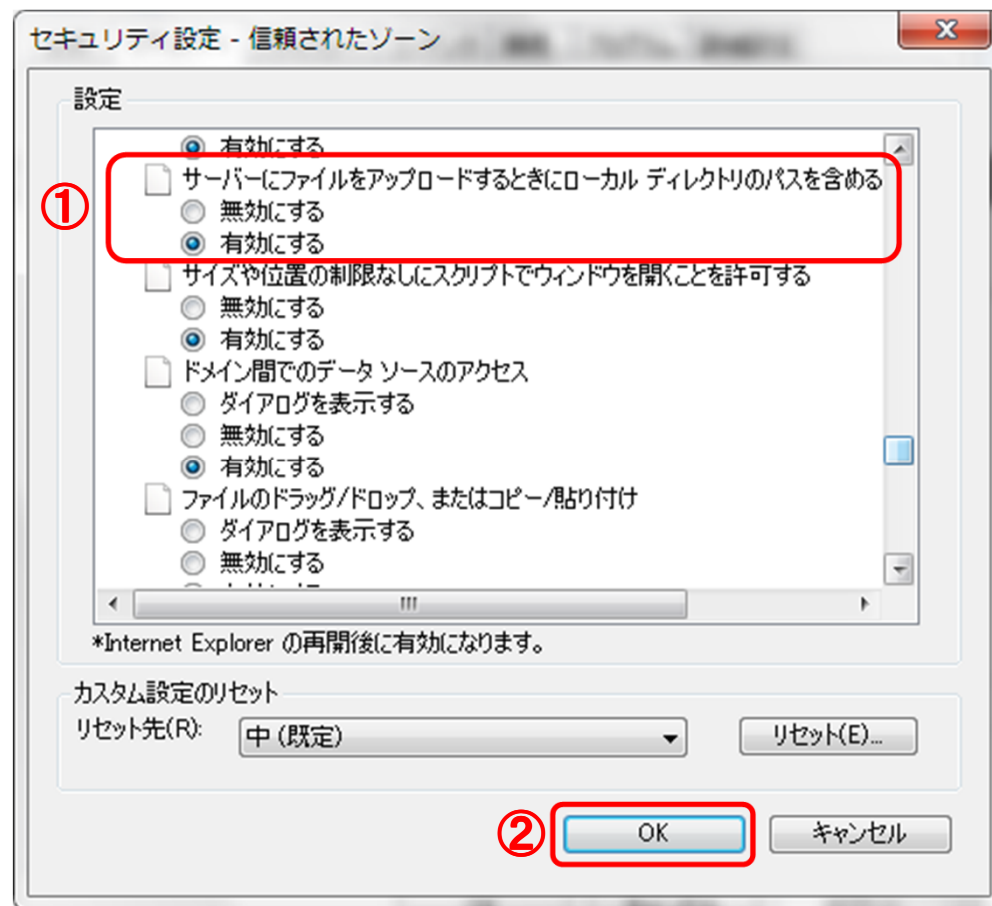 セキュリティ設定 - 信頼されたゾーン
設定
有効にする
①
サーバーにファイルをアップロードするときにローカル ディレクトリのパスを含める
無効にする
有効にする
サイズや位置の制限なしにスクリプトでウィンドウを開くことを許可する
無効にする
有効にする
ドメイン間でのデータ ソースのアクセス
ダイアログを表示する
無効にする
有効にする
ファイルのドラッグ/ドロップ、またはコピー/貼り付け
ダイアログを表示する
無効にする
*Internet Explorer の再開後に有効になります。
カスタム設定のリセット
リセット先(R):
中 (既定)
リセット(E)...
②
OK
キャンセル